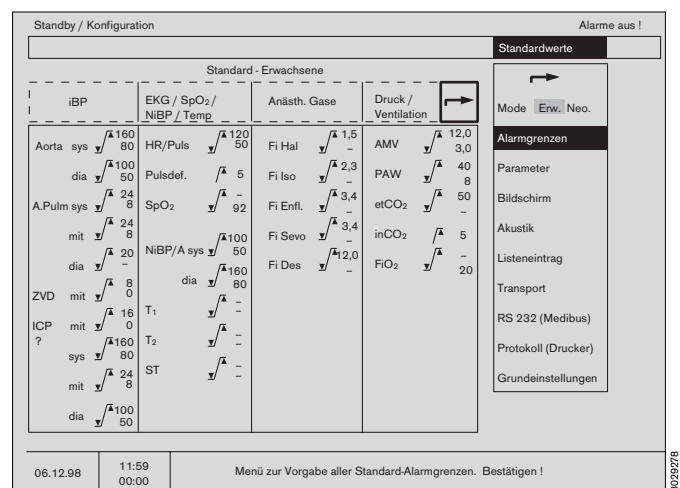 Standby / Konfiguration
Alarme aus !
Standardwerte
Standard - Erwachsene
iBP
EKG / SpO₂ /
NiBP / Temp
Anästh. Gase
Druck /
Ventilation
Aorta sys 160
80
dia 100
50
A.Pulm sys 24
8
mit 24
8
dia 20
–
ZVD mit 8
0
ICP mit 16
0
?
sys 160
80
mit 24
8
dia 100
50
HR/Puls 120
50
Pulsdef. 5
SpO₂ –
92
NiBP/A sys 100
50
dia 160
80
T₁ –
–
T₂ –
–
ST –
–
Fi Hal 1,5
–
Fi Iso 2,3
–
Fi Enfl. 3,4
–
Fi Sevo 3,4
–
Fi Des 12,0
–
AMV 12,0
3,0
PAW 40
8
etCO₂ 50
–
inCO₂ 5
FiO₂ –
20
Mode Erw. Neo.
Alarmgrenzen
Parameter
Bildschirm
Akustik
Listeneintrag
Transport
RS 232 (Medibus)
Protokoll (Drucker)
Grundeinstellungen
06.12.98
11:59
00:00
Menü zur Vorgabe aller Standard-Alarmgrenzen. Bestätigen !